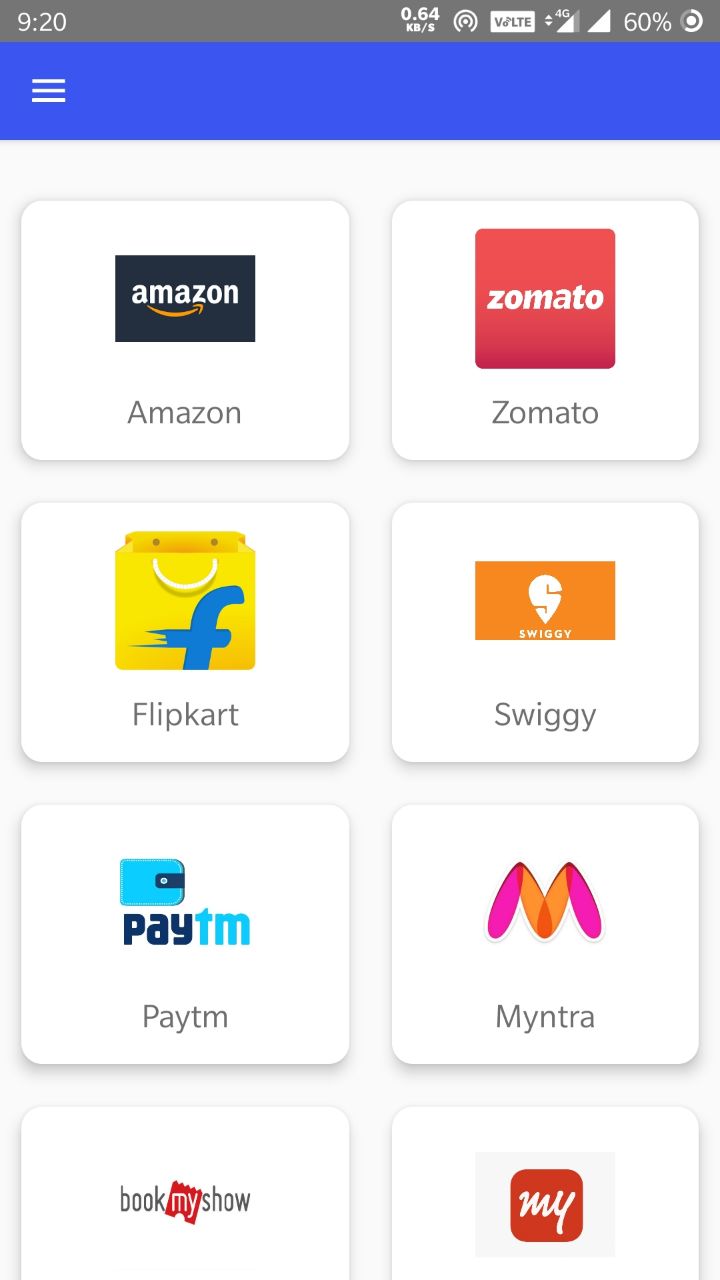 9:20 0.64 KB/S VoLTE 4G 60%
amazon
zomato
Amazon
Zomato
f
SWIGGY
Flipkart
Swiggy
paytm
Paytm
Myntra
bookmyshow
my